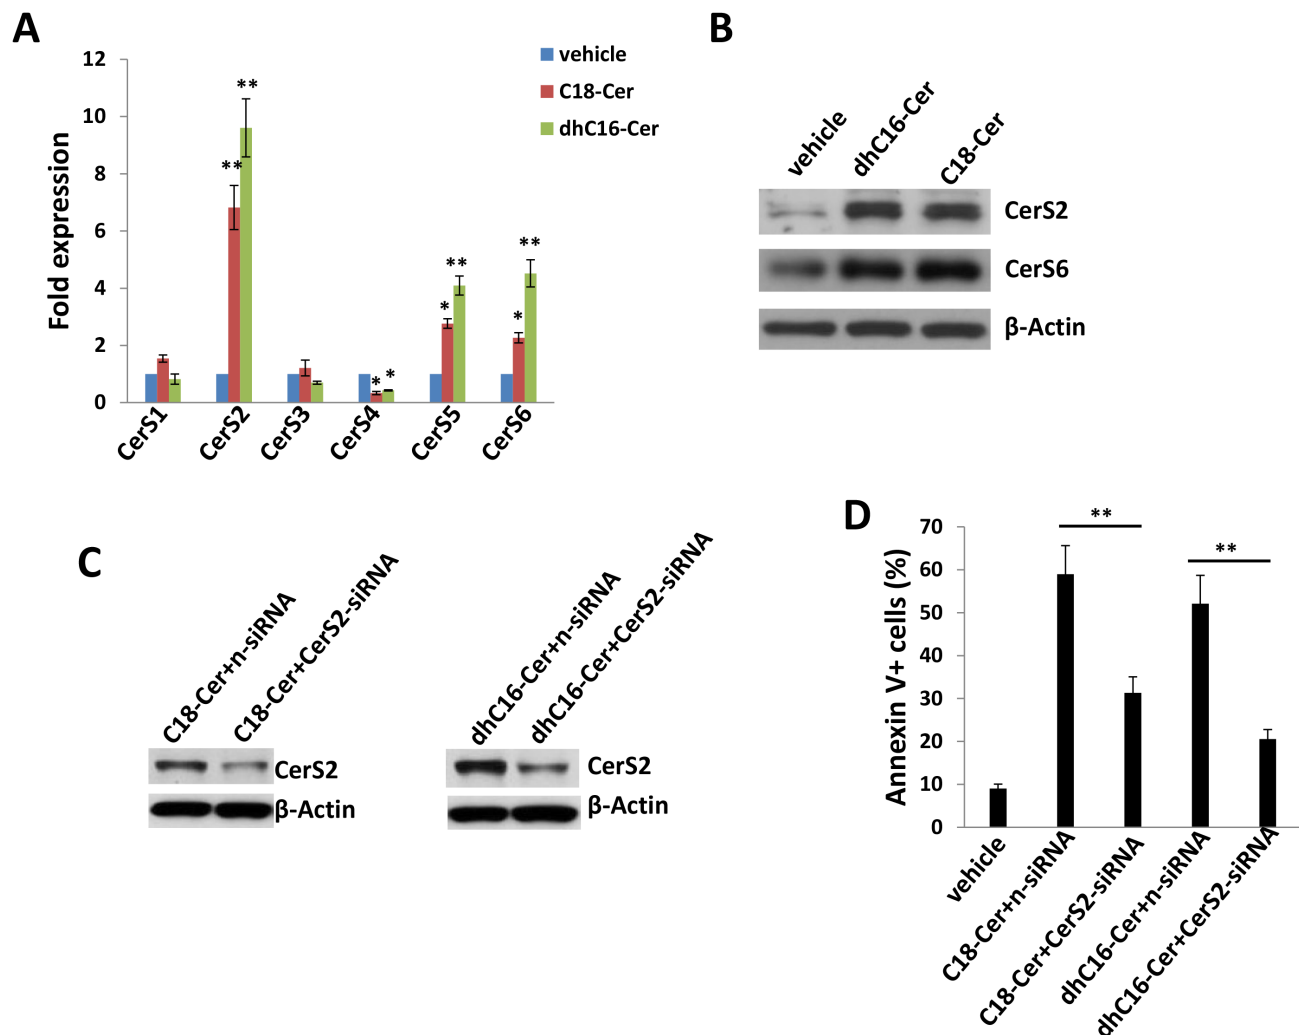 A
12
10
8
6
4
2
0
Fold expression
**
**
*
*
*
**
*
**
CerS1
CerS2
CerS3
CerS4
CerS5
CerS6
vehicle
C18-Cer
dhC16-Cer
B
vehicle
dhC16-Cer
C18-Cer
CerS2
CerS6
β-Actin
C
C18-Cer+n-siRNA
C18-Cer+CerS2-siRNA
CerS2
β-Actin
dhC16-Cer+n-siRNA
dhC16-Cer+CerS2-siRNA
CerS2
β-Actin
D
70
60
50
40
30
20
10
0
Annexin V+ cells (%)
**
**
vehicle
C18-Cer+n-siRNA
C18-Cer+CerS2-siRNA
dhC16-Cer+n-siRNA
dhC16-Cer+CerS2-siRNA